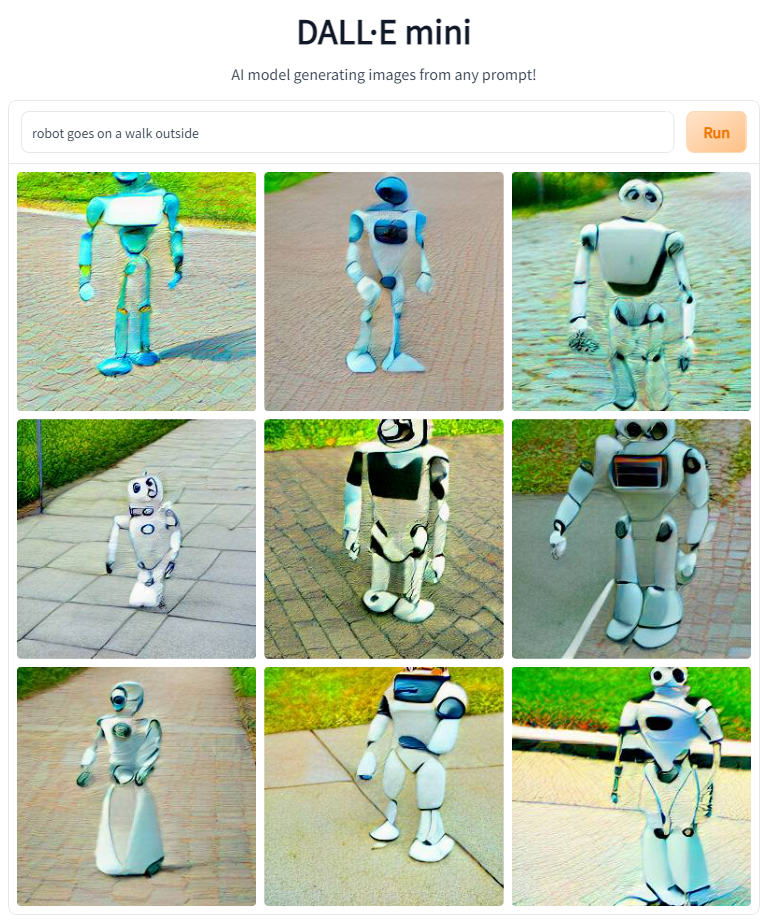 DALL·E mini
AI model generating images from any prompt!
robot goes on a walk outside
Run